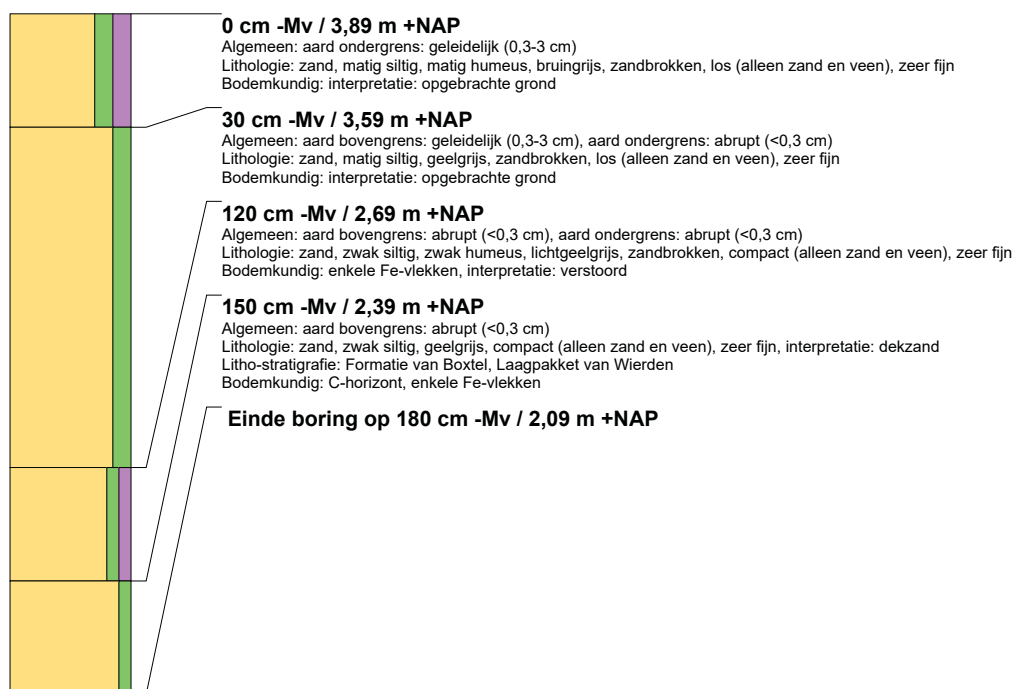 0 cm -Mv / 3,89 m +NAP
Algemeen: aard ondergrens: geleidelijk (0,3-3 cm)
Lithologie: zand, matig siltig, matig humeus, bruingrijs, zandbrokken, los (alleen zand en veen), zeer fijn
Bodemkundig: interpretatie: opgebrachte grond
30 cm -Mv / 3,59 m +NAP
Algemeen: aard bovengrens: geleidelijk (0,3-3 cm), aard ondergrens: abrupt (<0,3 cm)
Lithologie: zand, matig siltig, geelgrijs, zandbrokken, los (alleen zand en veen), zeer fijn
Bodemkundig: interpretatie: opgebrachte grond
120 cm -Mv / 2,69 m +NAP
Algemeen: aard bovengrens: abrupt (<0,3 cm), aard ondergrens: abrupt (<0,3 cm)
Lithologie: zand, zwak siltig, zwak humeus, lichtgeelgrijs, zandbrokken, compact (alleen zand en veen), zeer fijn
Bodemkundig: enkele Fe-vlekken, interpretatie: verstoord
150 cm -Mv / 2,39 m +NAP
Algemeen: aard bovengrens: abrupt (<0,3 cm)
Lithologie: zand, zwak siltig, geelgrijs, compact (alleen zand en veen), zeer fijn, interpretatie: dekzand
Litho-stratigrafie: Formatie van Boxtel, Laagpakket van Wierden
Bodemkundig: C-horizont, enkele Fe-vlekken
Einde boring op 180 cm -Mv / 2,09 m +NAP